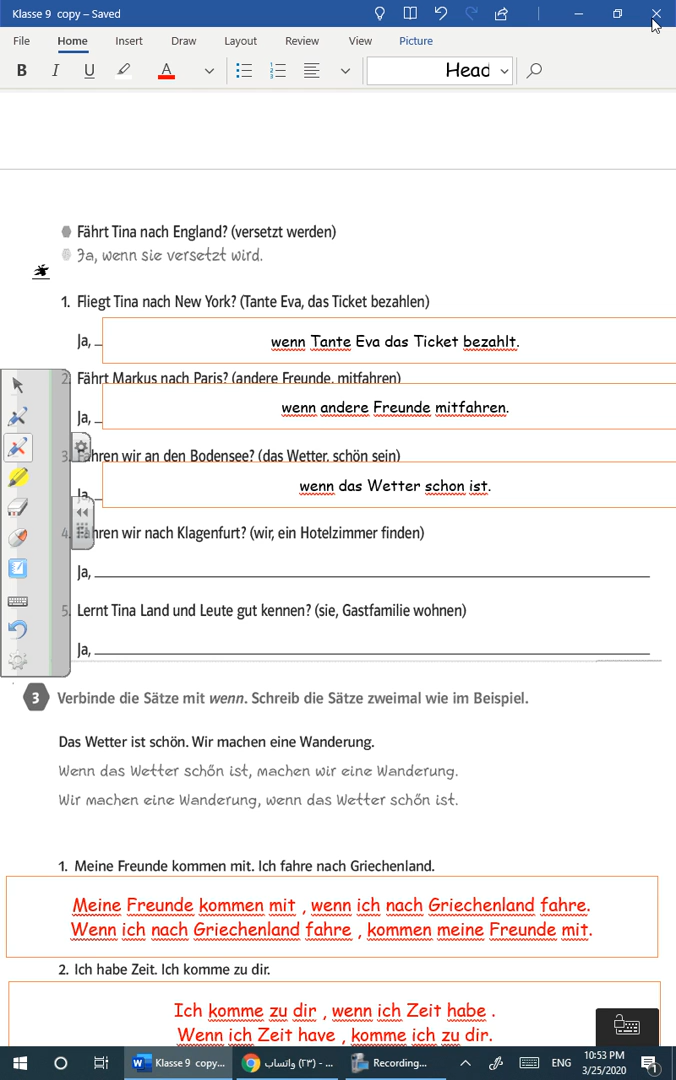 Klasse 9 copy – Saved
File Home Insert Draw Layout Review View Picture
B I U A Head
Fährt Tina nach England? (versetzt werden)
Ja, wenn sie versetzt wird.
1. Fliegt Tina nach New York? (Tante Eva, das Ticket bezahlen)
Ja, wenn Tante Eva das Ticket bezahlt.
2. Fährt Markus nach Paris? (andere Freunde, mitfahren)
Ja, wenn andere Freunde mitfahren.
3. Fahren wir an den Bodensee? (das Wetter, schön sein)
Ja, wenn das Wetter schon ist.
4. Fahren wir nach Klagenfurt? (wir, ein Hotelzimmer finden)
Ja,
5. Lernt Tina Land und Leute gut kennen? (sie, Gastfamilie wohnen)
Ja,
3 Verbinde die Sätze mit wenn. Schreib die Sätze zweimal wie im Beispiel.
Das Wetter ist schön. Wir machen eine Wanderung.
Wenn das Wetter schön ist, machen wir eine Wanderung.
Wir machen eine Wanderung, wenn das Wetter schön ist.
1. Meine Freunde kommen mit. Ich fahre nach Griechenland.
Meine Freunde kommen mit , wenn ich nach Griechenland fahre.
Wenn ich nach Griechenland fahre , kommen meine Freunde mit.
2. Ich habe Zeit. Ich komme zu dir.
Ich komme zu dir , wenn ich Zeit habe .
Wenn ich Zeit have , komme ich zu dir.
Klasse 9 copy... (٢٣) واتساب - ... Recording... ENG 10:53 PM
3/25/2020 1